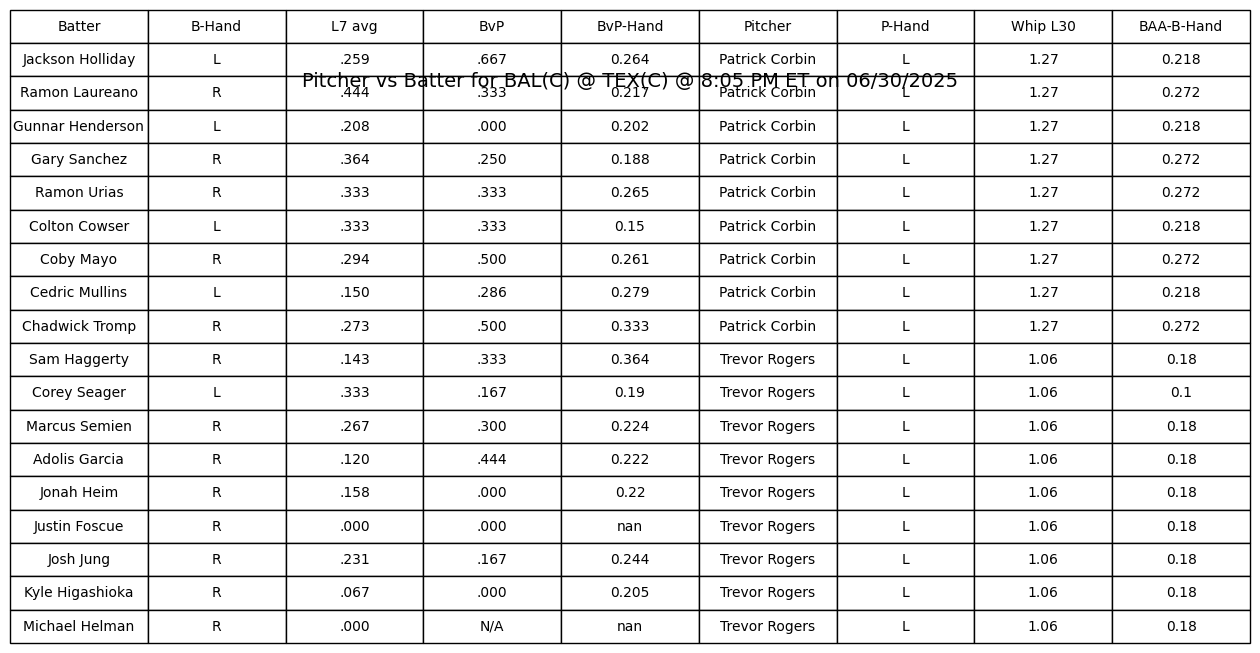 Batter B-Hand L7 avg BvP BvP-Hand Pitcher P-Hand Whip L30 BAA-B-Hand
Jackson Holliday L .259 .667 0.264 Patrick Corbin L 1.27 0.218
Pitcher vs Batter for BAL(C) @ TEX(C) @ 8:05 PM ET on 06/30/2025
Ramon Laureano R .444 .333 0.217 Patrick Corbin L 1.27 0.272
Gunnar Henderson L .208 .000 0.202 Patrick Corbin L 1.27 0.218
Gary Sanchez R .364 .250 0.188 Patrick Corbin L 1.27 0.272
Ramon Urias R .333 .333 0.265 Patrick Corbin L 1.27 0.272
Colton Cowser L .333 .333 0.15 Patrick Corbin L 1.27 0.218
Coby Mayo R .294 .500 0.261 Patrick Corbin L 1.27 0.272
Cedric Mullins L .150 .286 0.279 Patrick Corbin L 1.27 0.218
Chadwick Tromp R .273 .500 0.333 Patrick Corbin L 1.27 0.272
Sam Haggerty R .143 .333 0.364 Trevor Rogers L 1.06 0.18
Corey Seager L .333 .167 0.19 Trevor Rogers L 1.06 0.1
Marcus Semien R .267 .300 0.224 Trevor Rogers L 1.06 0.18
Adolis Garcia R .120 .444 0.222 Trevor Rogers L 1.06 0.18
Jonah Heim R .158 .000 0.22 Trevor Rogers L 1.06 0.18
Justin Foscue R .000 .000 nan Trevor Rogers L 1.06 0.18
Josh Jung R .231 .167 0.244 Trevor Rogers L 1.06 0.18
Kyle Higashioka R .067 .000 0.205 Trevor Rogers L 1.06 0.18
Michael Helman R .000 N/A nan Trevor Rogers L 1.06 0.18